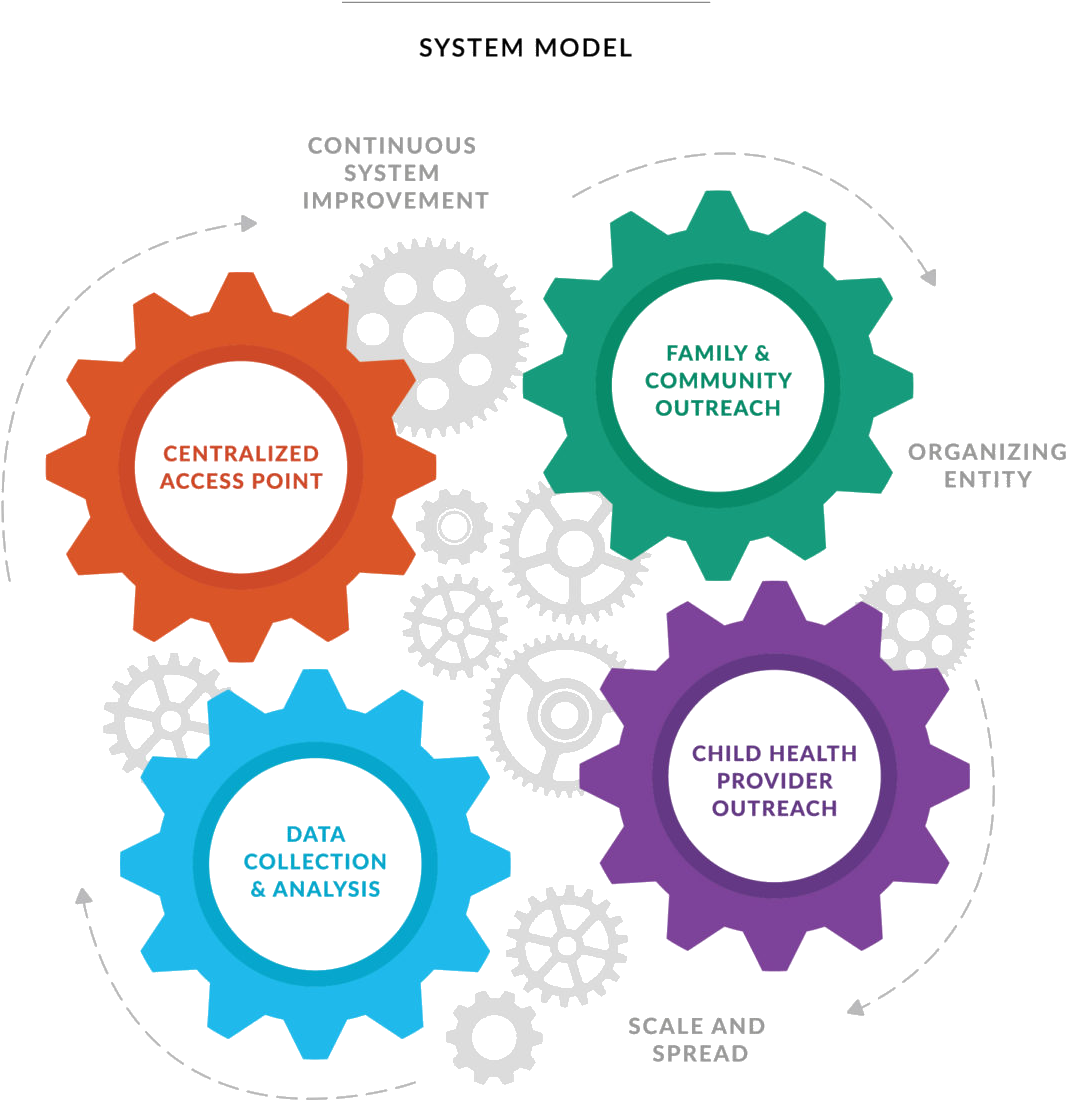 SYSTEM MODEL
CONTINUOUS
SYSTEM
IMPROVEMENT
FAMILY &
COMMUNITY
OUTREACH
CENTRALIZED
ACCESS POINT
ORGANIZING
ENTITY
CHILD HEALTH
PROVIDER
OUTREACH
DATA
COLLECTION
& ANALYSIS
SCALE AND
SPREAD